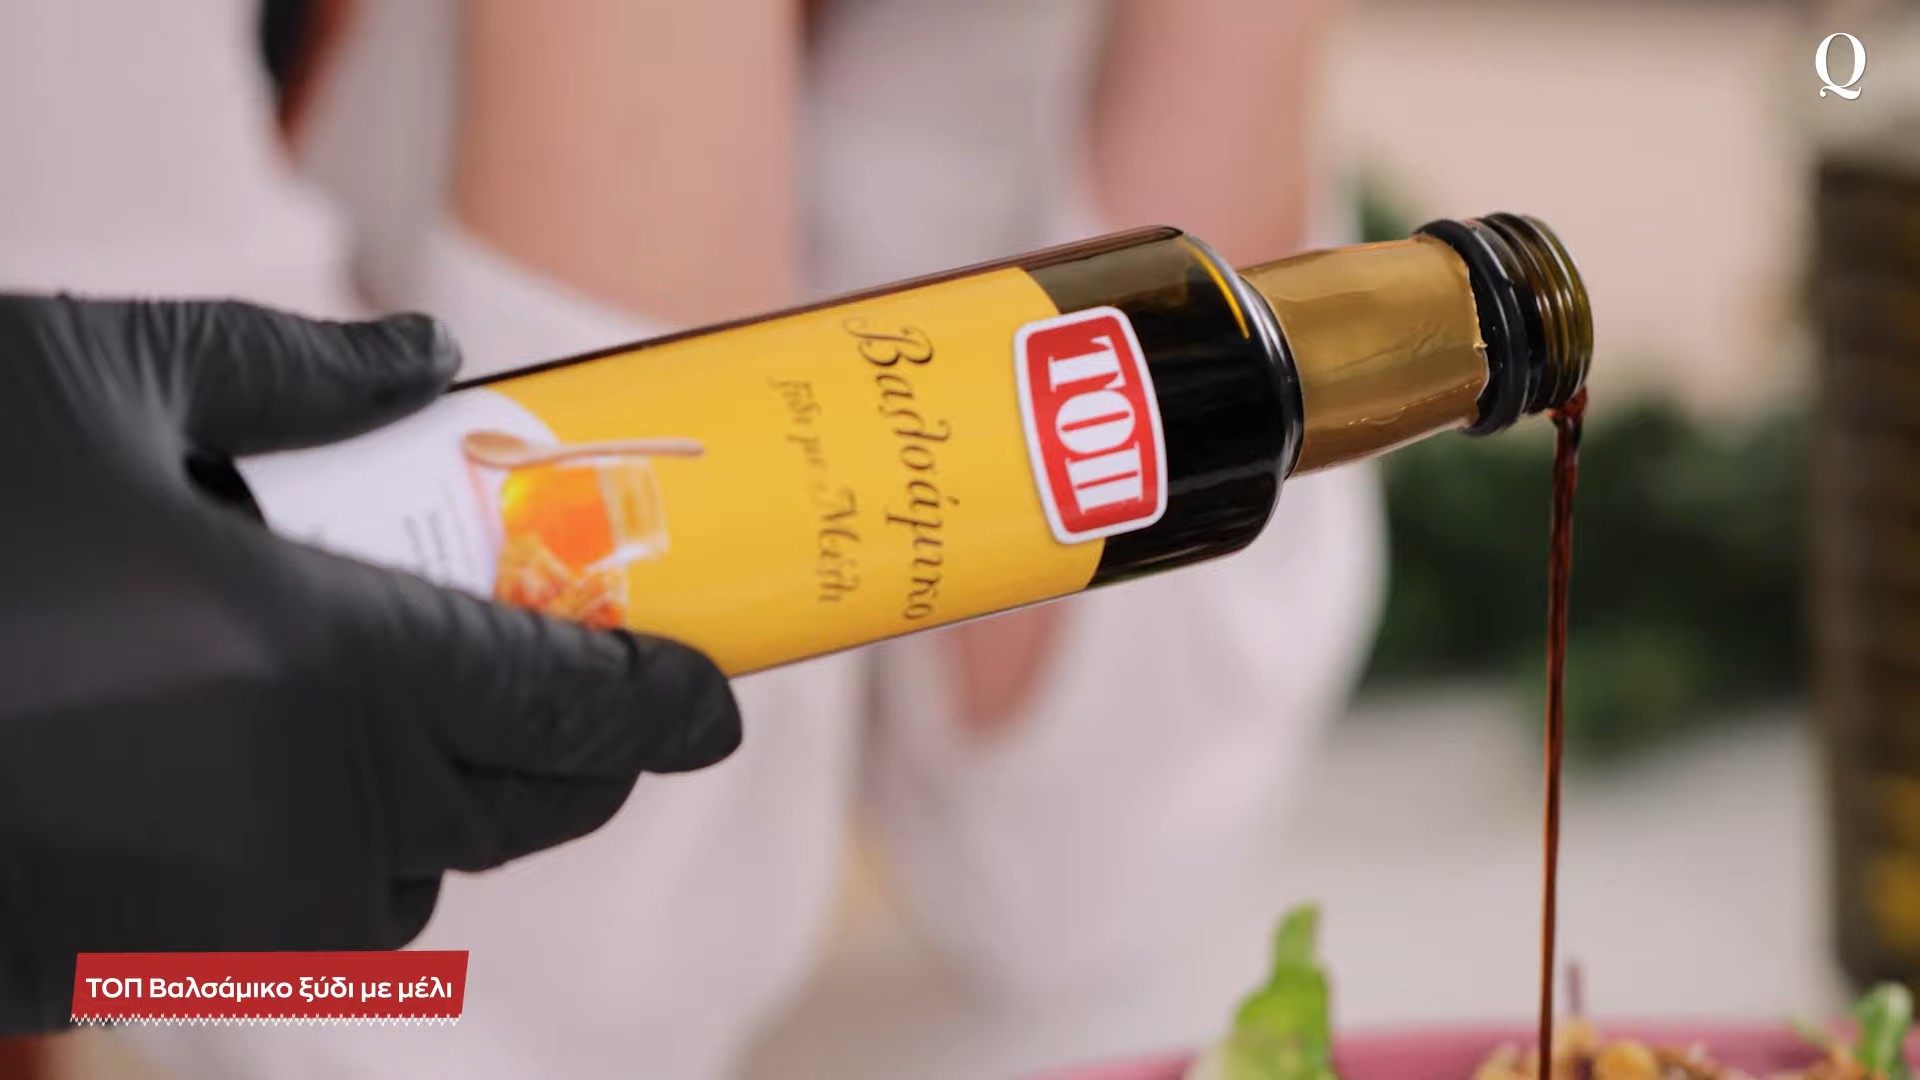 Q
ΤΟΠ
Βαλσάμικο
ξύδι με Μέλι
ΤΟΠ Βαλσάμικο ξύδι με μέλι